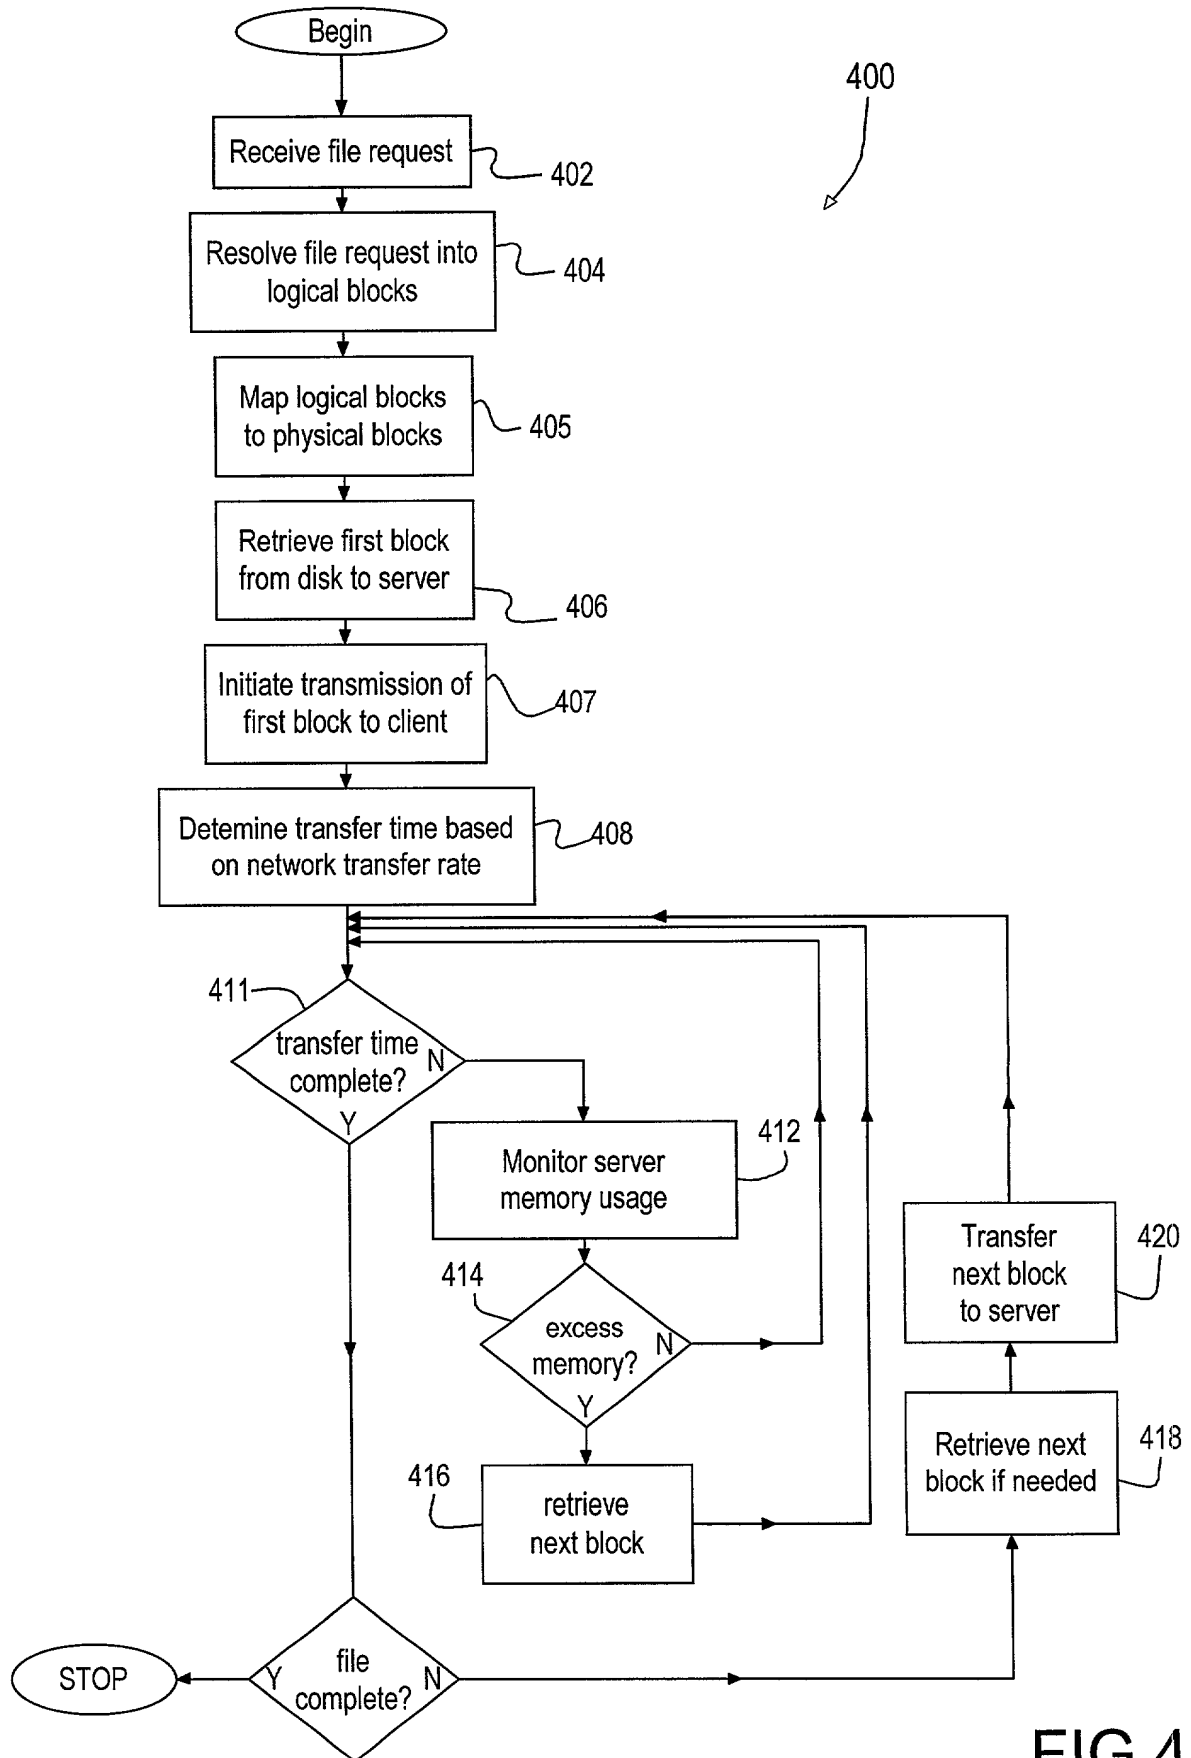 Begin
400
Receive file request
402
Resolve file request into
logical blocks
404
Map logical blocks
to physical blocks
405
Retrieve first block
from disk to server
406
Initiate transmission of
first block to client
407
Detemine transfer time based
on network transfer rate
408
411
transfer time
complete?
N
Y
Monitor server
memory usage
412
414
excess
memory?
N
Y
416
retrieve
next block
Transfer
next block
to server
420
Retrieve next
block if needed
418
STOP
Y
file
complete?
N
FIG.4